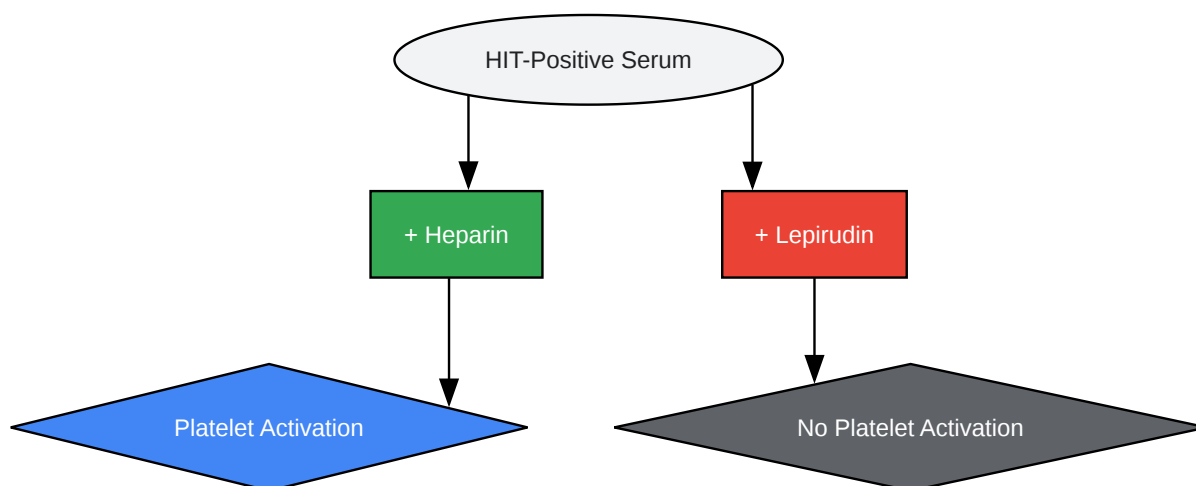 HIT-Positive Serum
+ Heparin
+ Lepirudin
Platelet Activation
No Platelet Activation